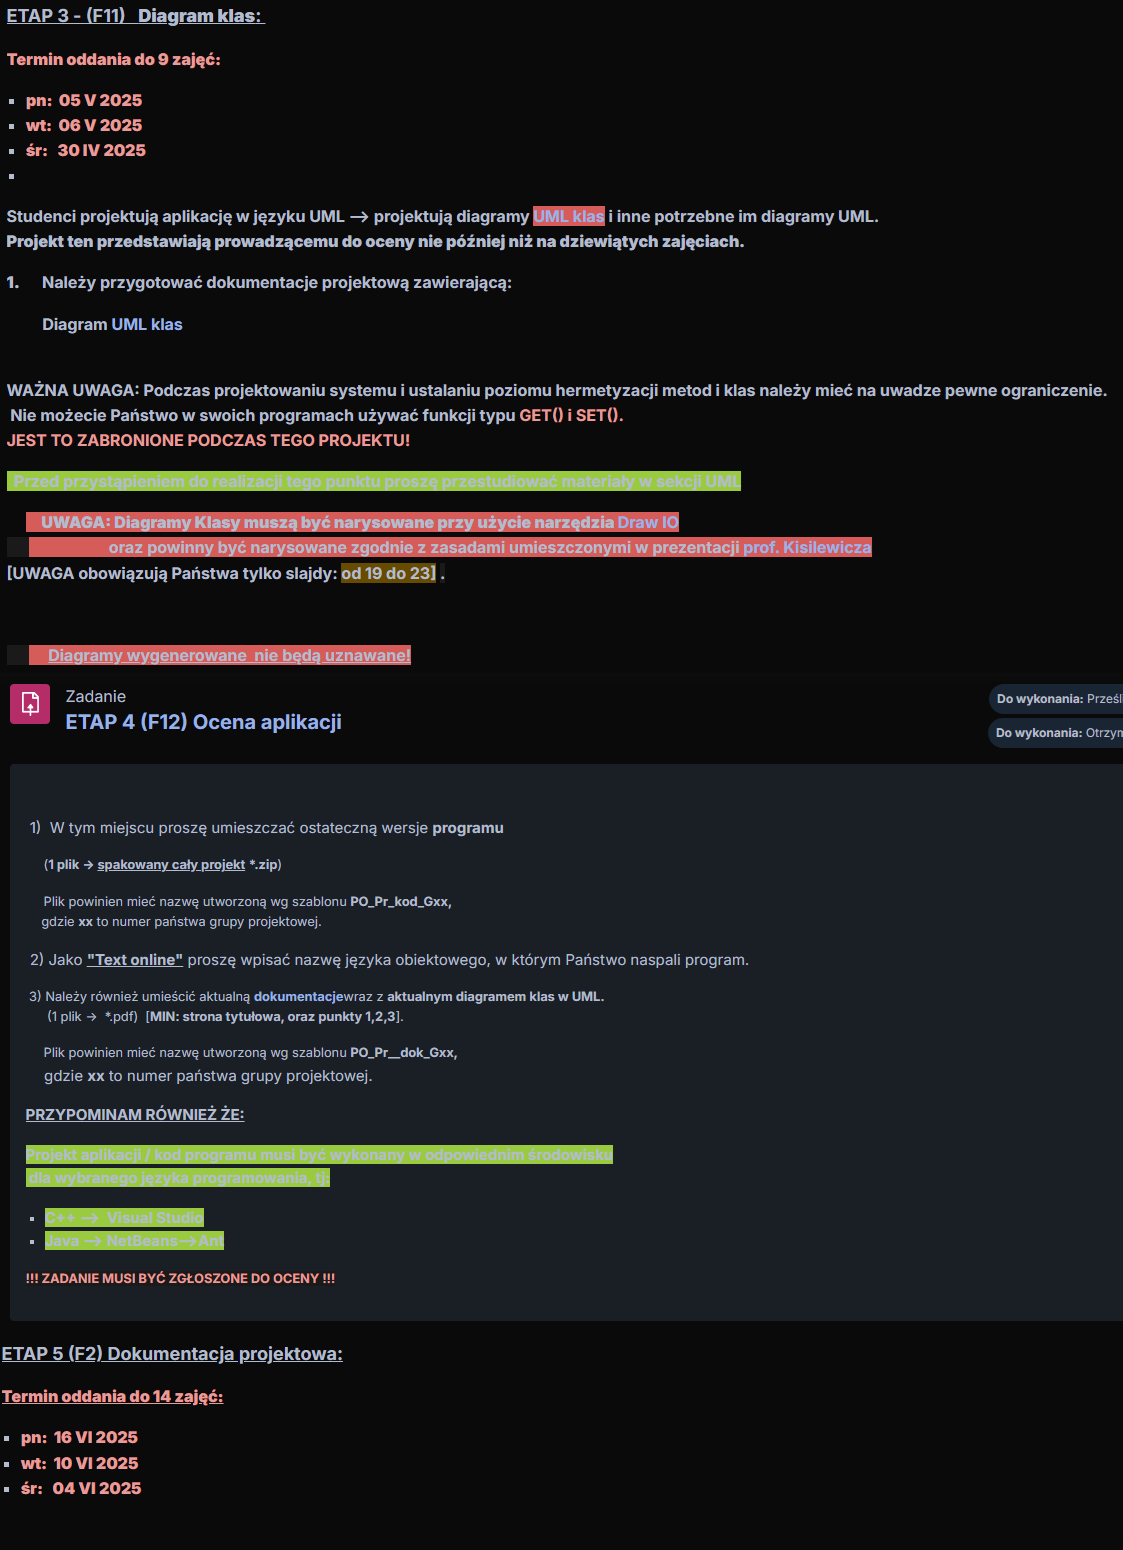 ETAP 3 - (F11)   Diagram klas:
Termin oddania do 9 zajęć:
pn:  05 V 2025
wt:  06 V 2025
śr:   30 IV 2025
Studenci projektują aplikację w języku UML --> projektują diagramy UML klas i inne potrzebne im diagramy UML.
Projekt ten przedstawiają prowadzącemu do oceny nie później niż na dziewiątych zajęciach.
1.      Należy przygotować dokumentacje projektową zawierającą:
Diagram UML klas
WAŻNA UWAGA: Podczas projektowaniu systemu i ustalaniu poziomu hermetyzacji metod i klas należy mieć na uwadze pewne ograniczenie.
Nie możecie Państwo w swoich programach używać funkcji typu GET() i SET().
JEST TO ZABRONIONE PODCZAS TEGO PROJEKTU!
Przed przystąpieniem do realizacji tego punktu proszę przestudiować materiały w sekcji UML
UWAGA: Diagramy Klasy muszą być narysowane przy użycie narzędzia Draw IO
oraz powinny być narysowane zgodnie z zasadami umieszczonymi w prezentacji prof. Kisilewicza
[UWAGA obowiązują Państwa tylko slajdy: od 19 do 23] .
Diagramy wygenerowane  nie będą uznawane!
Zadanie
ETAP 4 (F12) Ocena aplikacji
Do wykonania: Prześl
Do wykonania: Otrzym
1)  W tym miejscu proszę umieszczać ostateczną wersje programu
(1 plik -> spakowany cały projekt *.zip)
Plik powinien mieć nazwę utworzoną wg szablonu PO_Pr_kod_Gxx,
gdzie xx to numer państwa grupy projektowej.
2) Jako "Text online" proszę wpisać nazwę języka obiektowego, w którym Państwo naspali program.
3) Należy również umieścić aktualną dokumentacjewraz z aktualnym diagramem klas w UML.
(1 plik ->  *.pdf)  [MIN: strona tytułowa, oraz punkty 1,2,3].
Plik powinien mieć nazwę utworzoną wg szablonu PO_Pr__dok_Gxx,
gdzie xx to numer państwa grupy projektowej.
PRZYPOMINAM RÓWNIEŻ ŻE:
Projekt aplikacji / kod programu musi być wykonany w odpowiednim środowisku
dla wybranego języka programowania, tj:
C++ -->  Visual Studio
Java --> NetBeans-->Ant
!!! ZADANIE MUSI BYĆ ZGŁOSZONE DO OCENY !!!
ETAP 5 (F2) Dokumentacja projektowa:
Termin oddania do 14 zajęć:
pn:  16 VI 2025
wt:  10 VI 2025
śr:   04 VI 2025